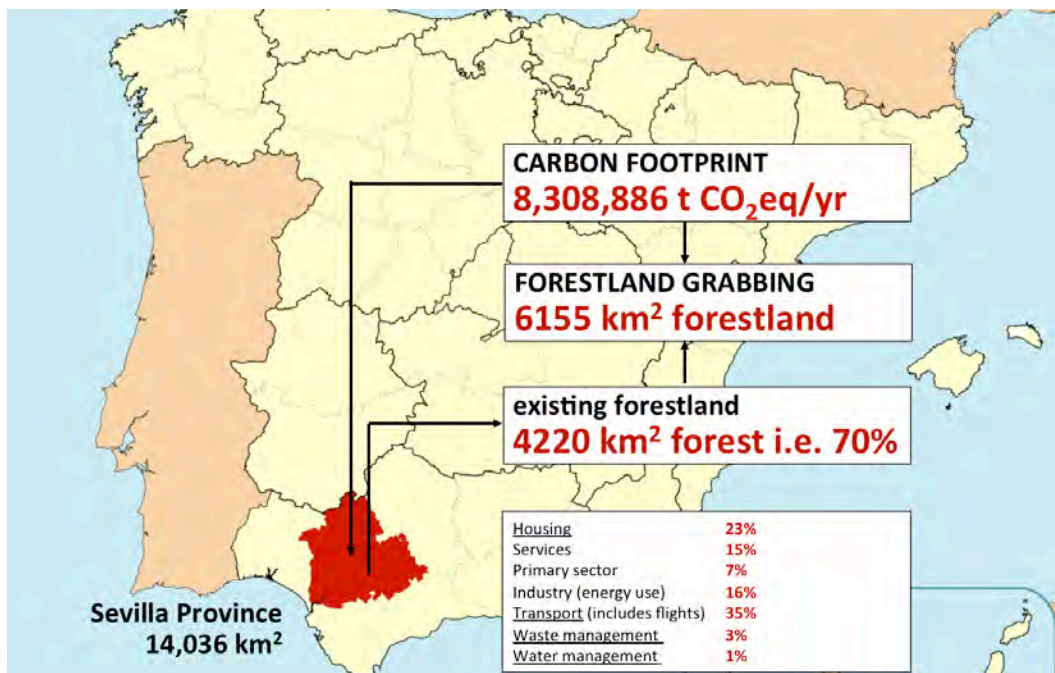 CARBON FOOTPRINT
8,308,886 t CO₂eq/yr
FORESTLAND GRABBING
6155 km² forestland
existing forestland
4220 km² forest i.e. 70%
Housing 23%
Services 15%
Primary sector 7%
Industry (energy use) 16%
Transport (includes flights) 35%
Waste management 3%
Water management 1%
Sevilla Province
14,036 km²